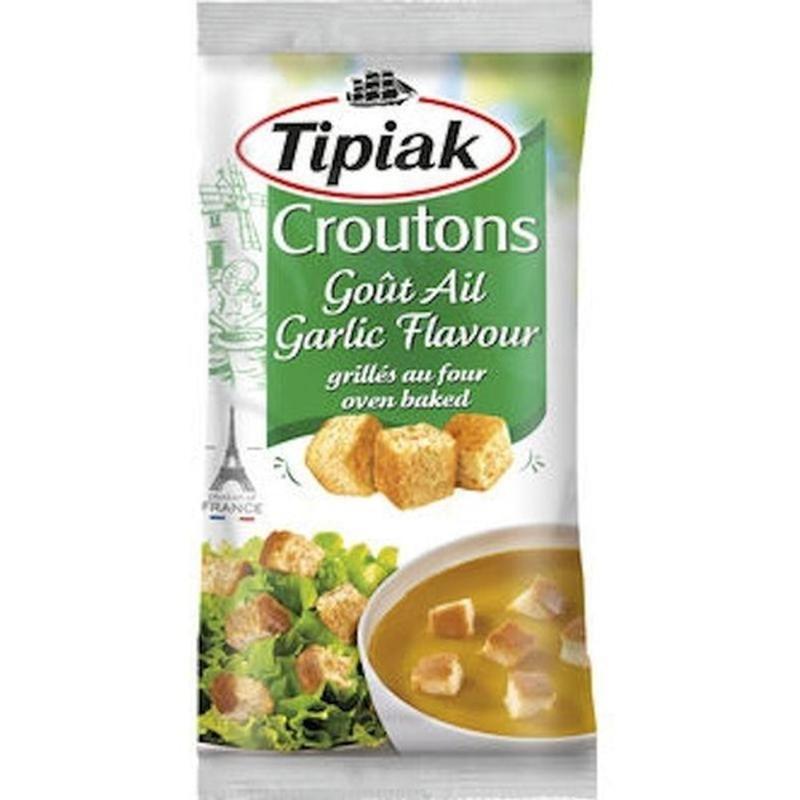 Tipiak
Croutons
Goût Ail
Garlic Flavour
grillés au four
oven baked
FRANCE